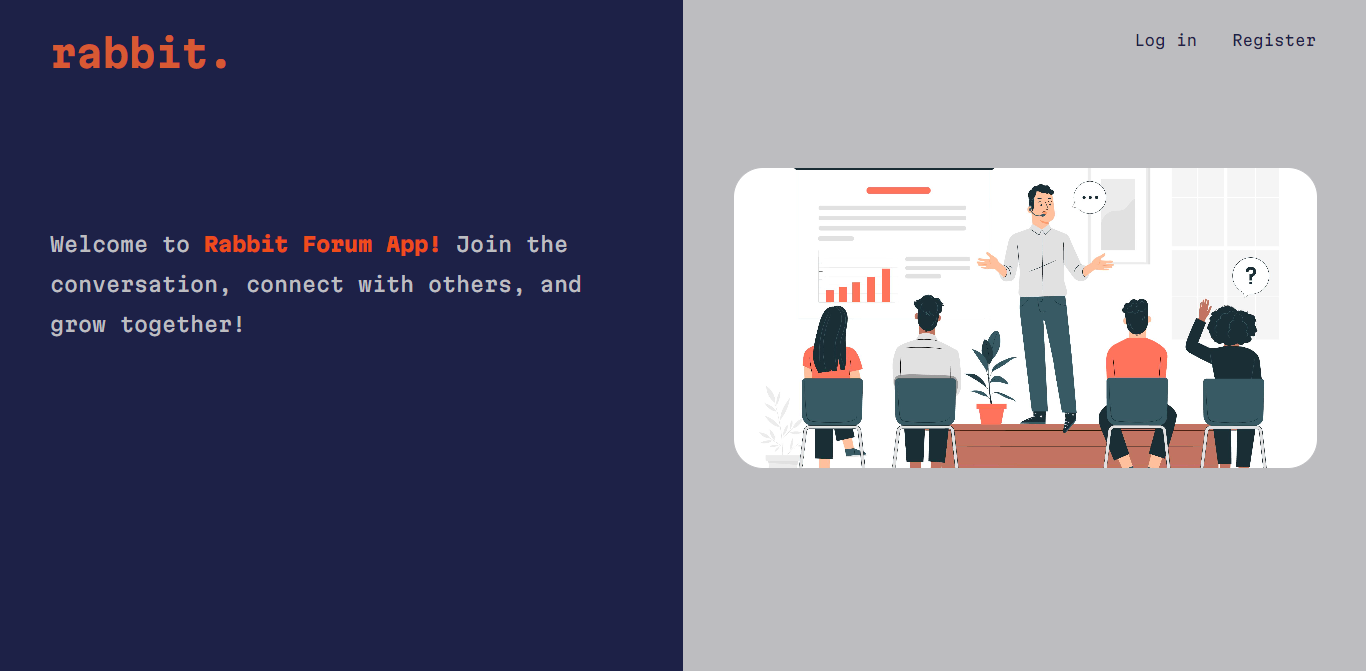 rabbit.
Log in Register
Welcome to Rabbit Forum App! Join the
conversation, connect with others, and
grow together!
?